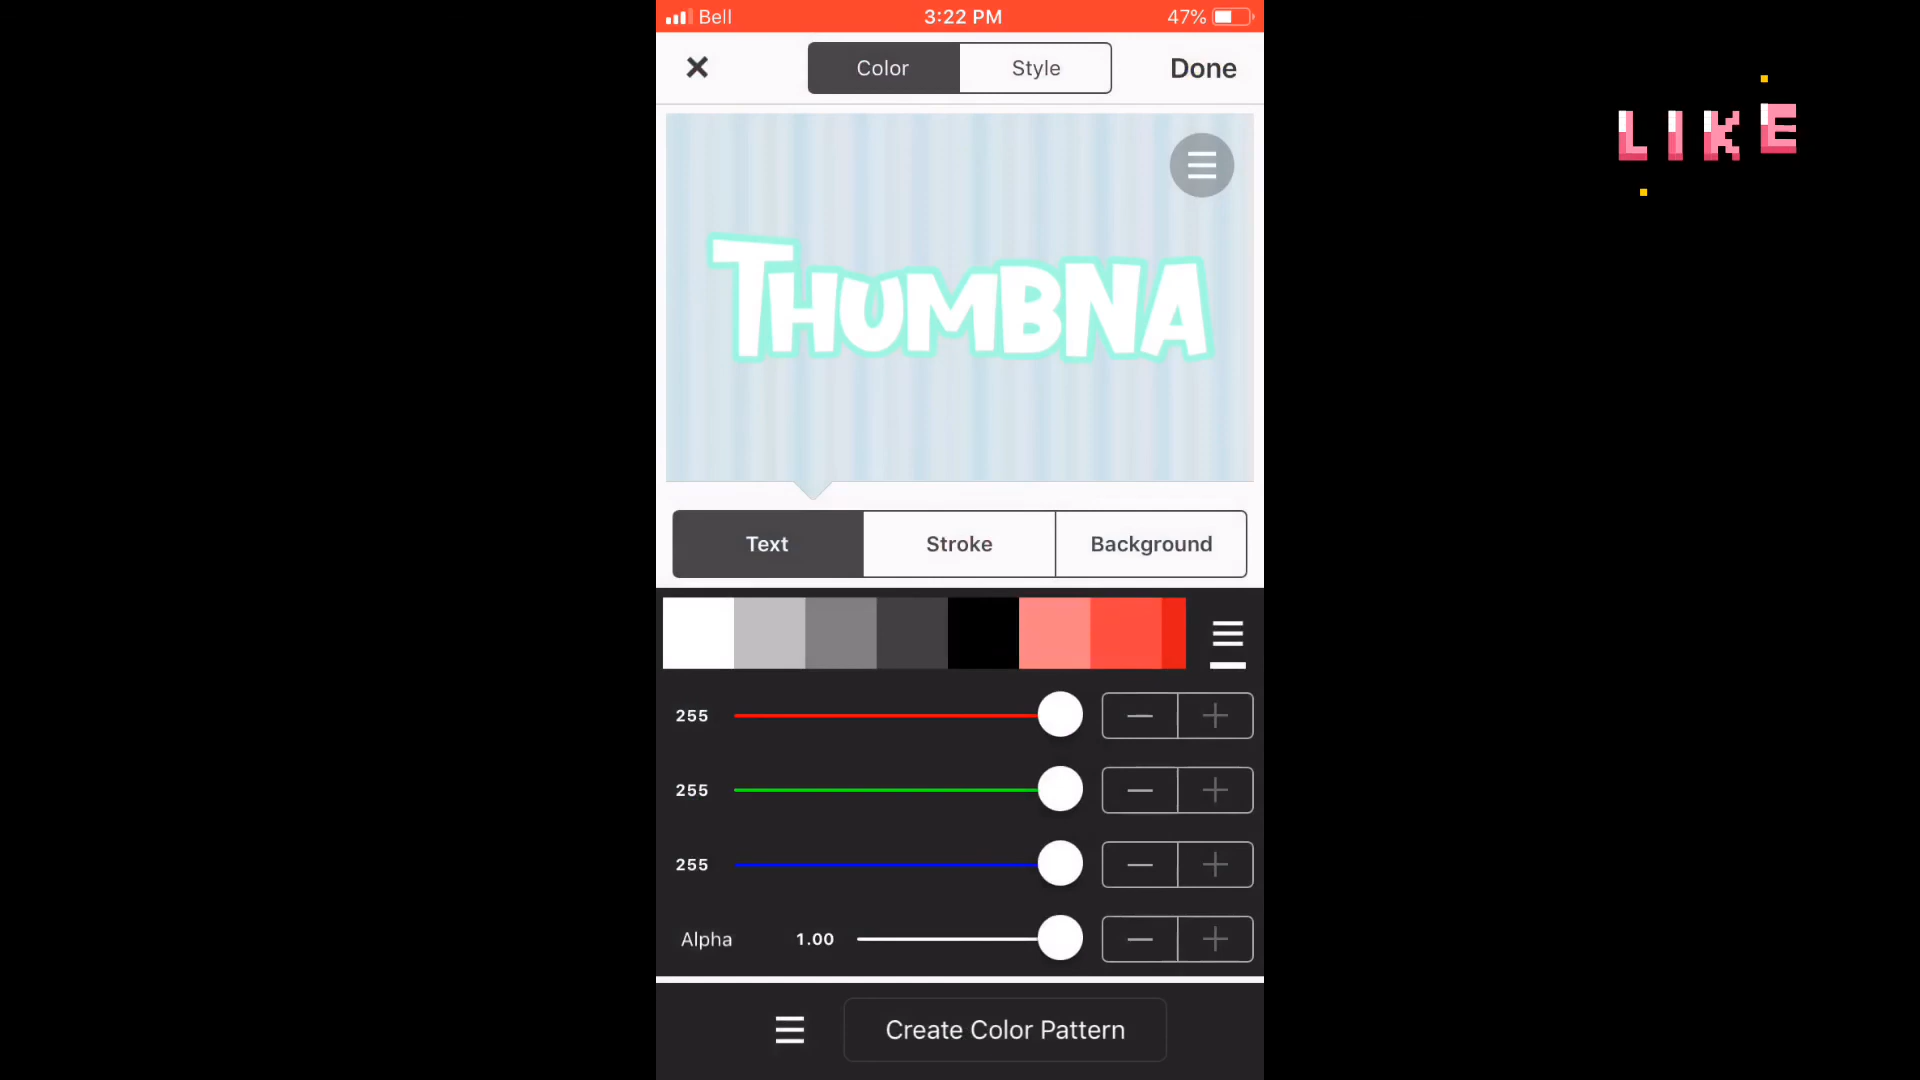 Bell 3:22 PM 47%
Color Style Done
LIKE
THUMBNA
Text Stroke Background
255
255
255
Alpha 1.00
Create Color Pattern